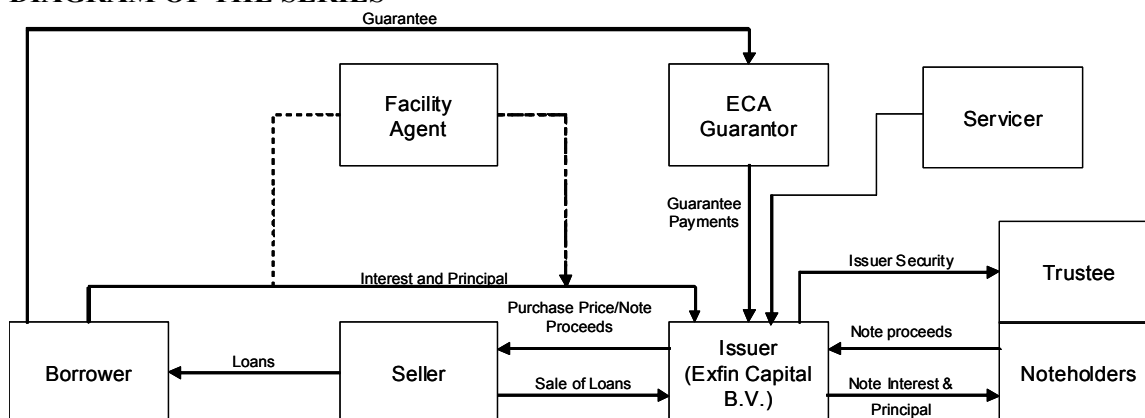 DIAGRAM OF THE SERIES
Guarantee
Facility
Agent
ECA
Guarantor
Servicer
Guarantee
Payments
Issuer Security
Trustee
Interest and Principal
Purchase Price/Note
Proceeds
Borrower
Loans
Seller
Sale of Loans
Issuer
(Exfin Capital
B.V.)
Note proceeds
Note Interest &
Principal
Noteholders